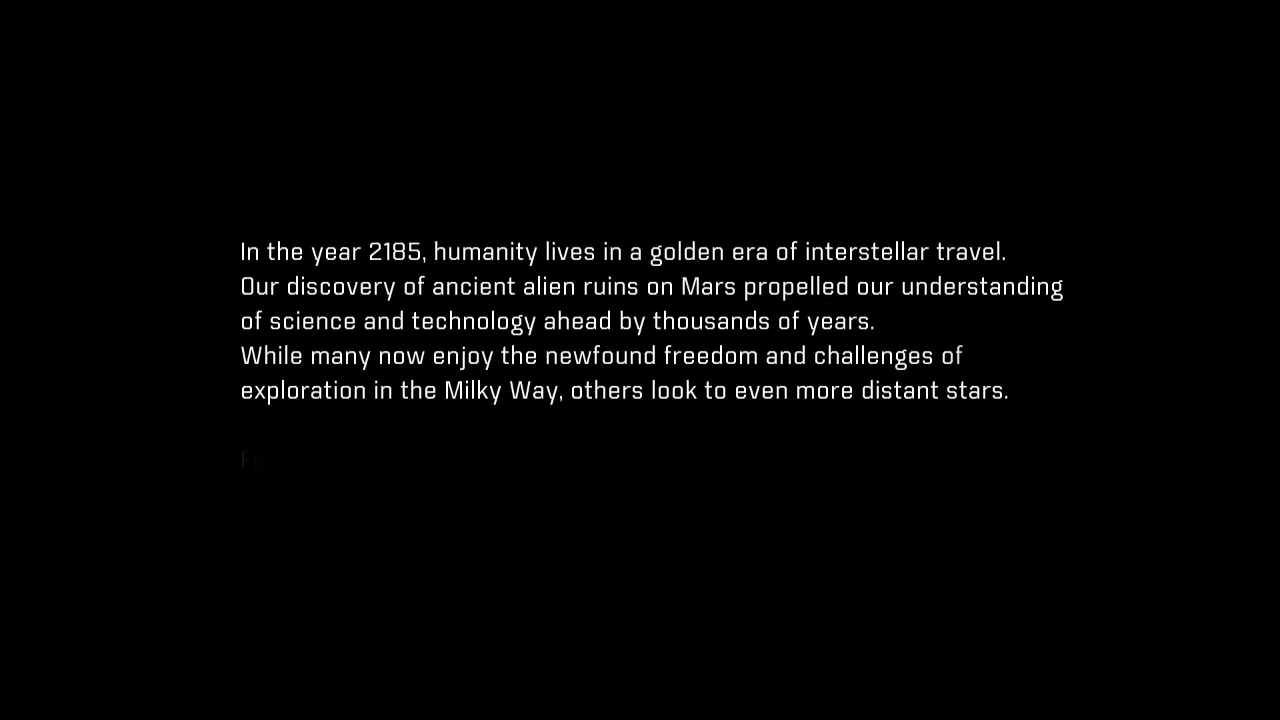 In the year 2185, humanity lives in a golden era of interstellar travel.
Our discovery of ancient alien ruins on Mars propelled our understanding
of science and technology ahead by thousands of years.
While many now enjoy the newfound freedom and challenges of
exploration in the Milky Way, others look to even more distant stars.